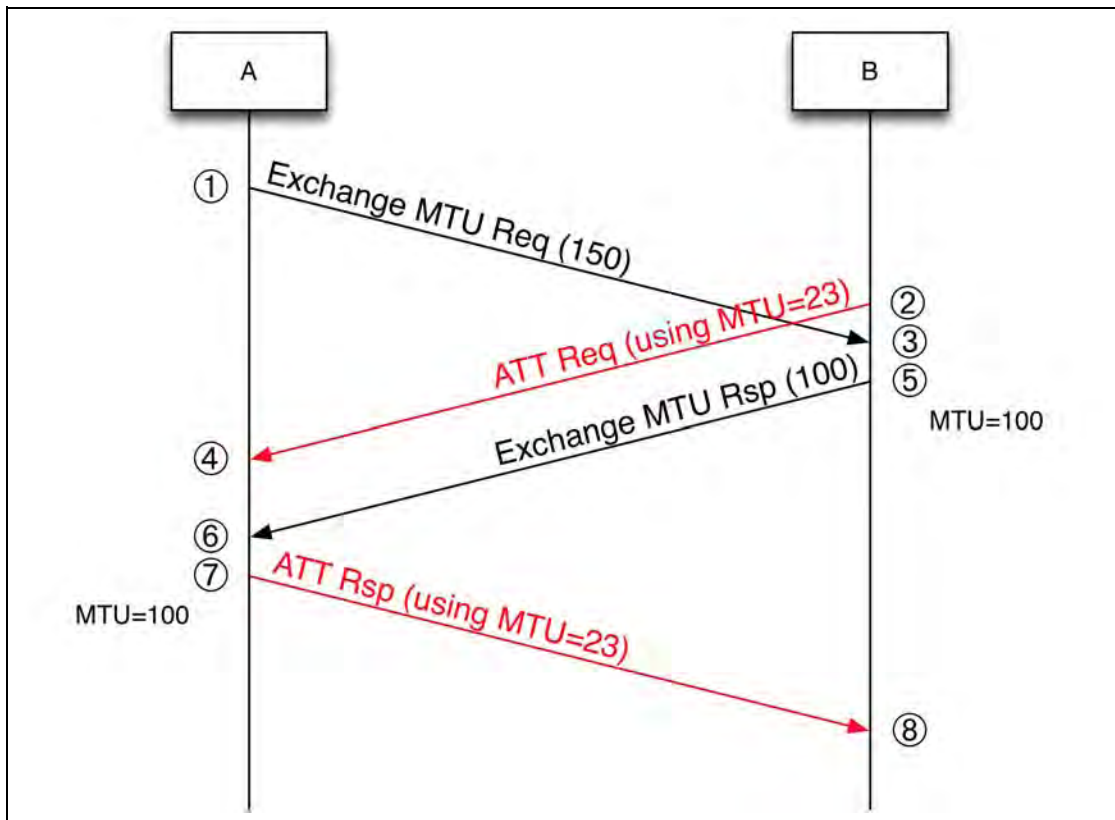 A
B
①
Exchange MTU Req (150)
②
ATT Req (using MTU=23)
③
⑤
Exchange MTU Rsp (100)
MTU=100
④
⑥
⑦
ATT Rsp (using MTU=23)
MTU=100
⑧